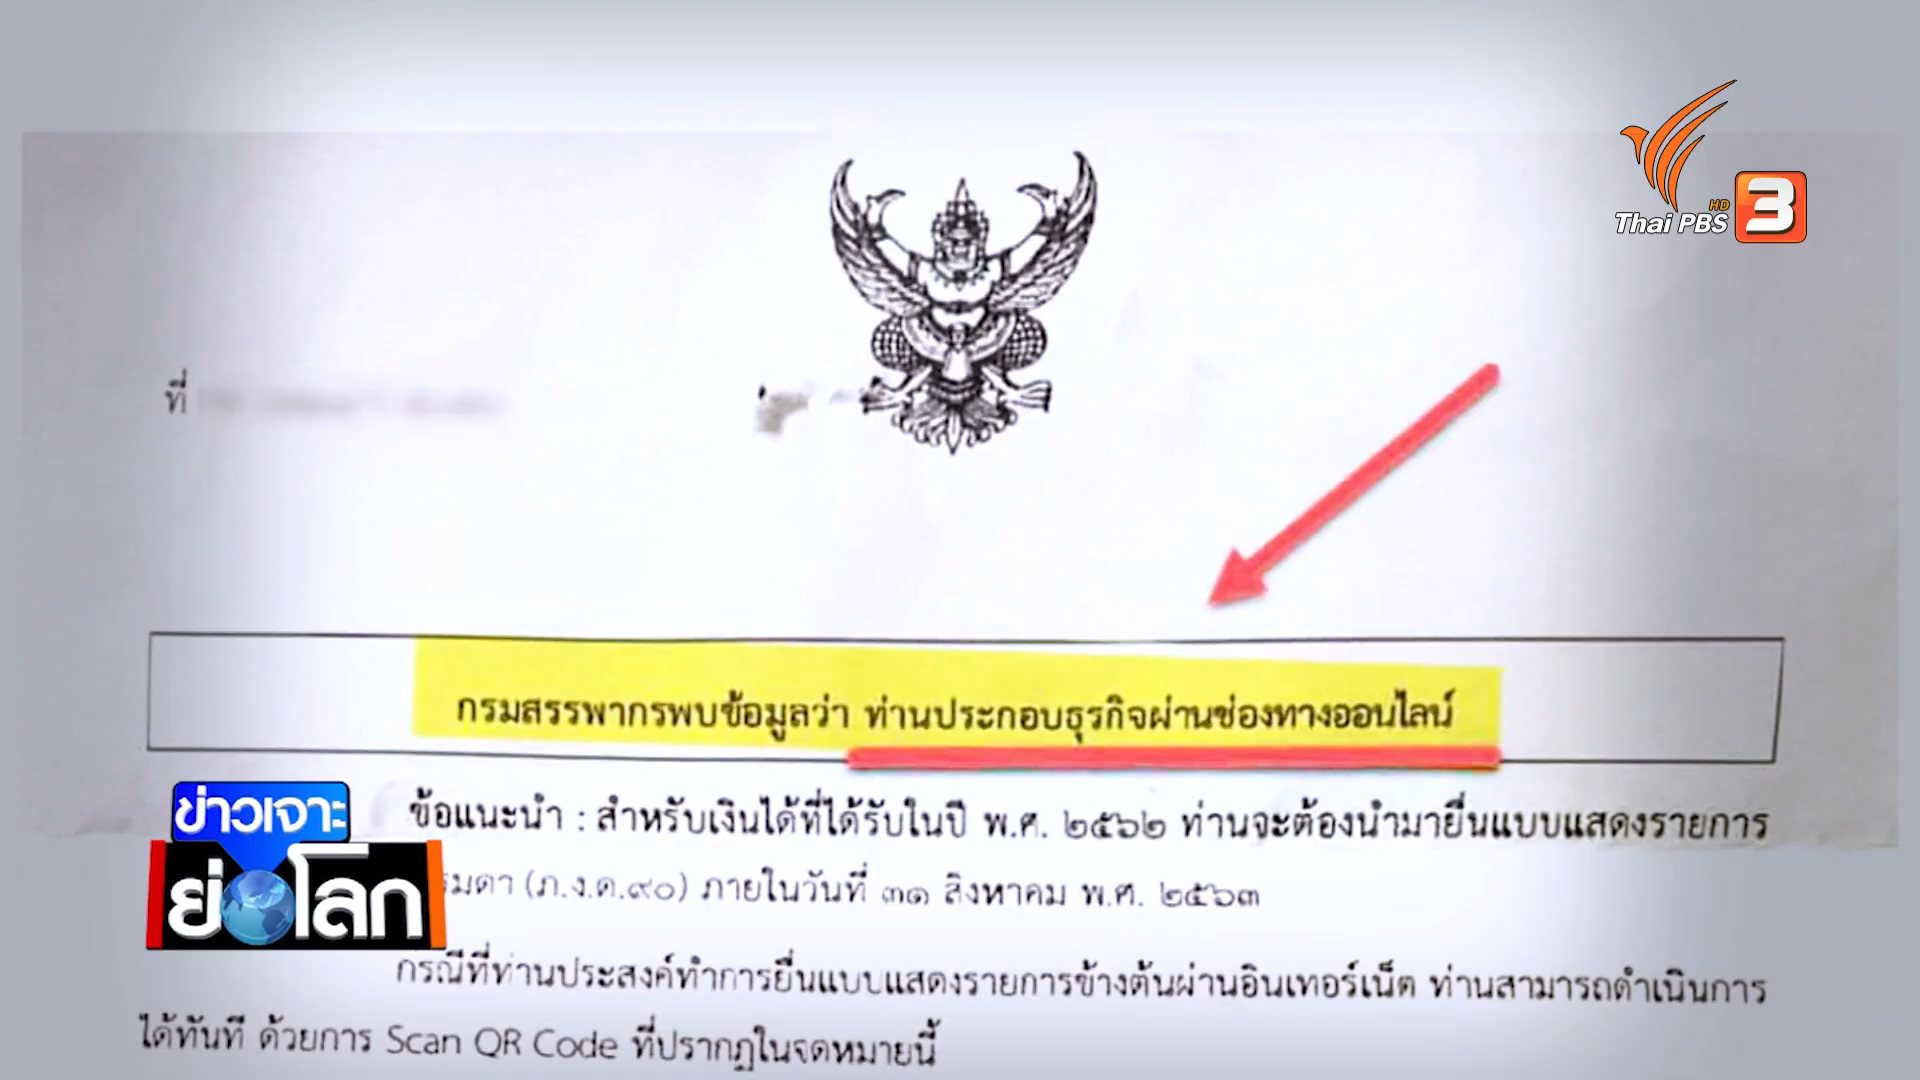 HD
Thai PBS 3
ที่
กรมสรรพากรพบข้อมูลว่า ท่านประกอบธุรกิจผ่านช่องทางออนไลน์
ข้อแนะนำ : สำหรับเงินได้ที่ได้รับในปี พ.ศ. ๒๕๖๒ ท่านจะต้องนำมายื่นแบบแสดงรายการ
(ภ.ง.ด.๙๐) ภายในวันที่ ๓๑ สิงหาคม พ.ศ. ๒๕๖๓
กรณีที่ท่านประสงค์ทำการยื่นแบบแสดงรายการข้างต้นผ่านอินเทอร์เน็ต ท่านสามารถดำเนินการ
ได้ทันที ด้วยการ Scan QR Code ที่ปรากฏในจดหมายนี้
ข่าวเจาะ
ย่อโลก